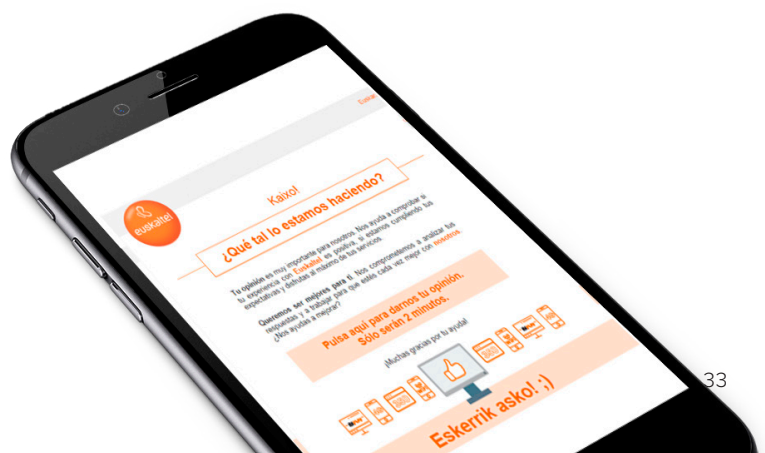 Euskar
euskaltel
Kaixo!
¿Qué tal lo estamos haciendo?
Tu opinión es muy importante para nosotros. Nos ayuda a comprobar si
tu experiencia con Euskaltel es positiva, si estamos cumpliendo tus
expectativas y disfrutas al máximo de tus servicios
Queremos ser mejores para ti. Nos comprometemos a analizar tus
respuestas y a trabajar para que estés cada vez mejor con nosotros
¿Nos ayudas a mejorar?
Pulsa aquí para darnos tu opinión.
Sólo serán 2 minutos.
¡Muchas gracias por tu ayuda!
Eskerrik asko! ;)
33